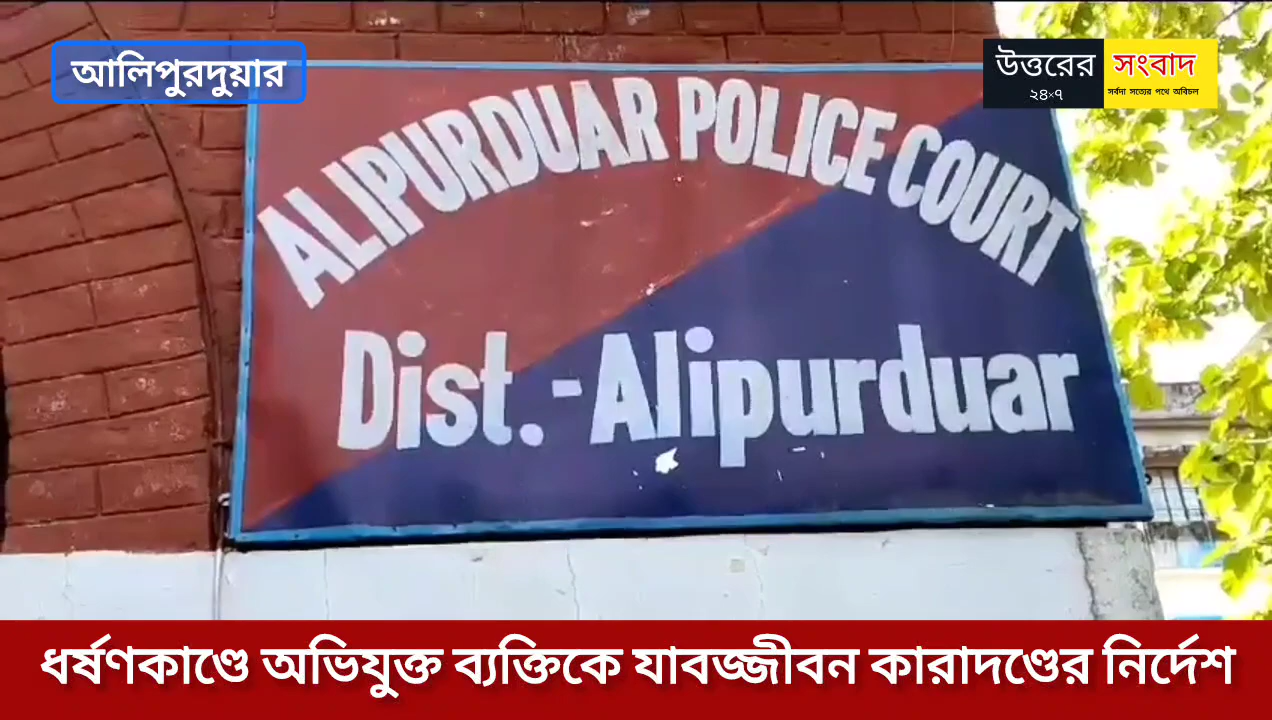 আলিপুরদুয়ার
উত্তরের সংবাদ
২৪×৭ সর্বদা সত্যের পথে অবিচল
ALIPURDUAR POLICE COURT
Dist.-Alipurduar
ধর্ষণকাণ্ডে অভিযুক্ত ব্যক্তিকে যাবজ্জীবন কারাদণ্ডের নির্দেশ